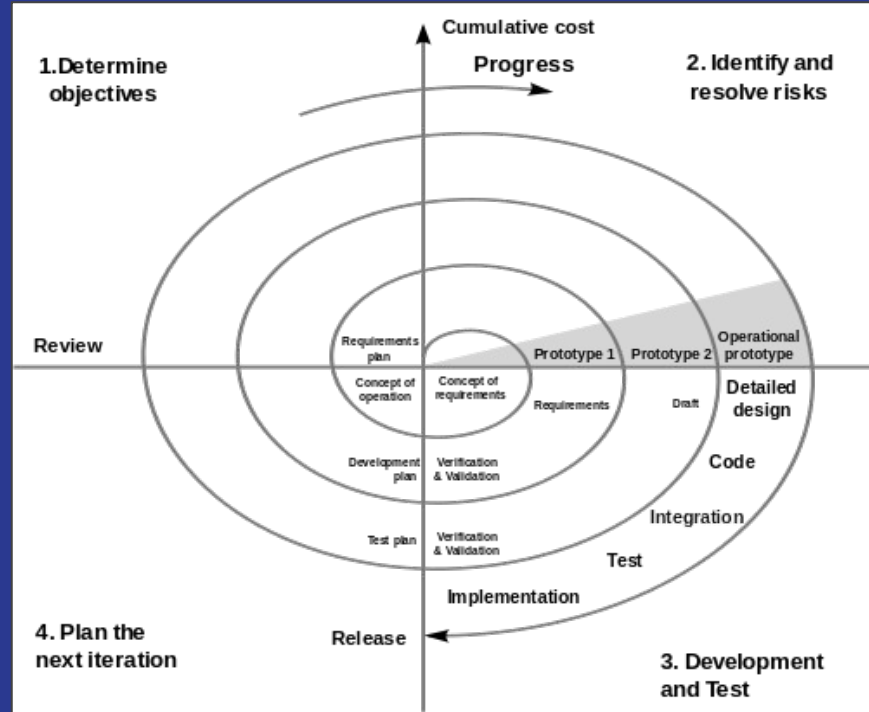 Cumulative cost
1.Determine
objectives
Progress
2. Identify and
resolve risks
Review
Requirements
plan
Prototype 1
Prototype 2
Operational
prototype
Concept of
operation
Concept of
requirements
Requirements
Draft
Detailed
design
Development
plan
Verification
& Validation
Code
Test plan
Verification
& Validation
Integration
Test
Implementation
Release
4. Plan the
next iteration
3. Development
and Test